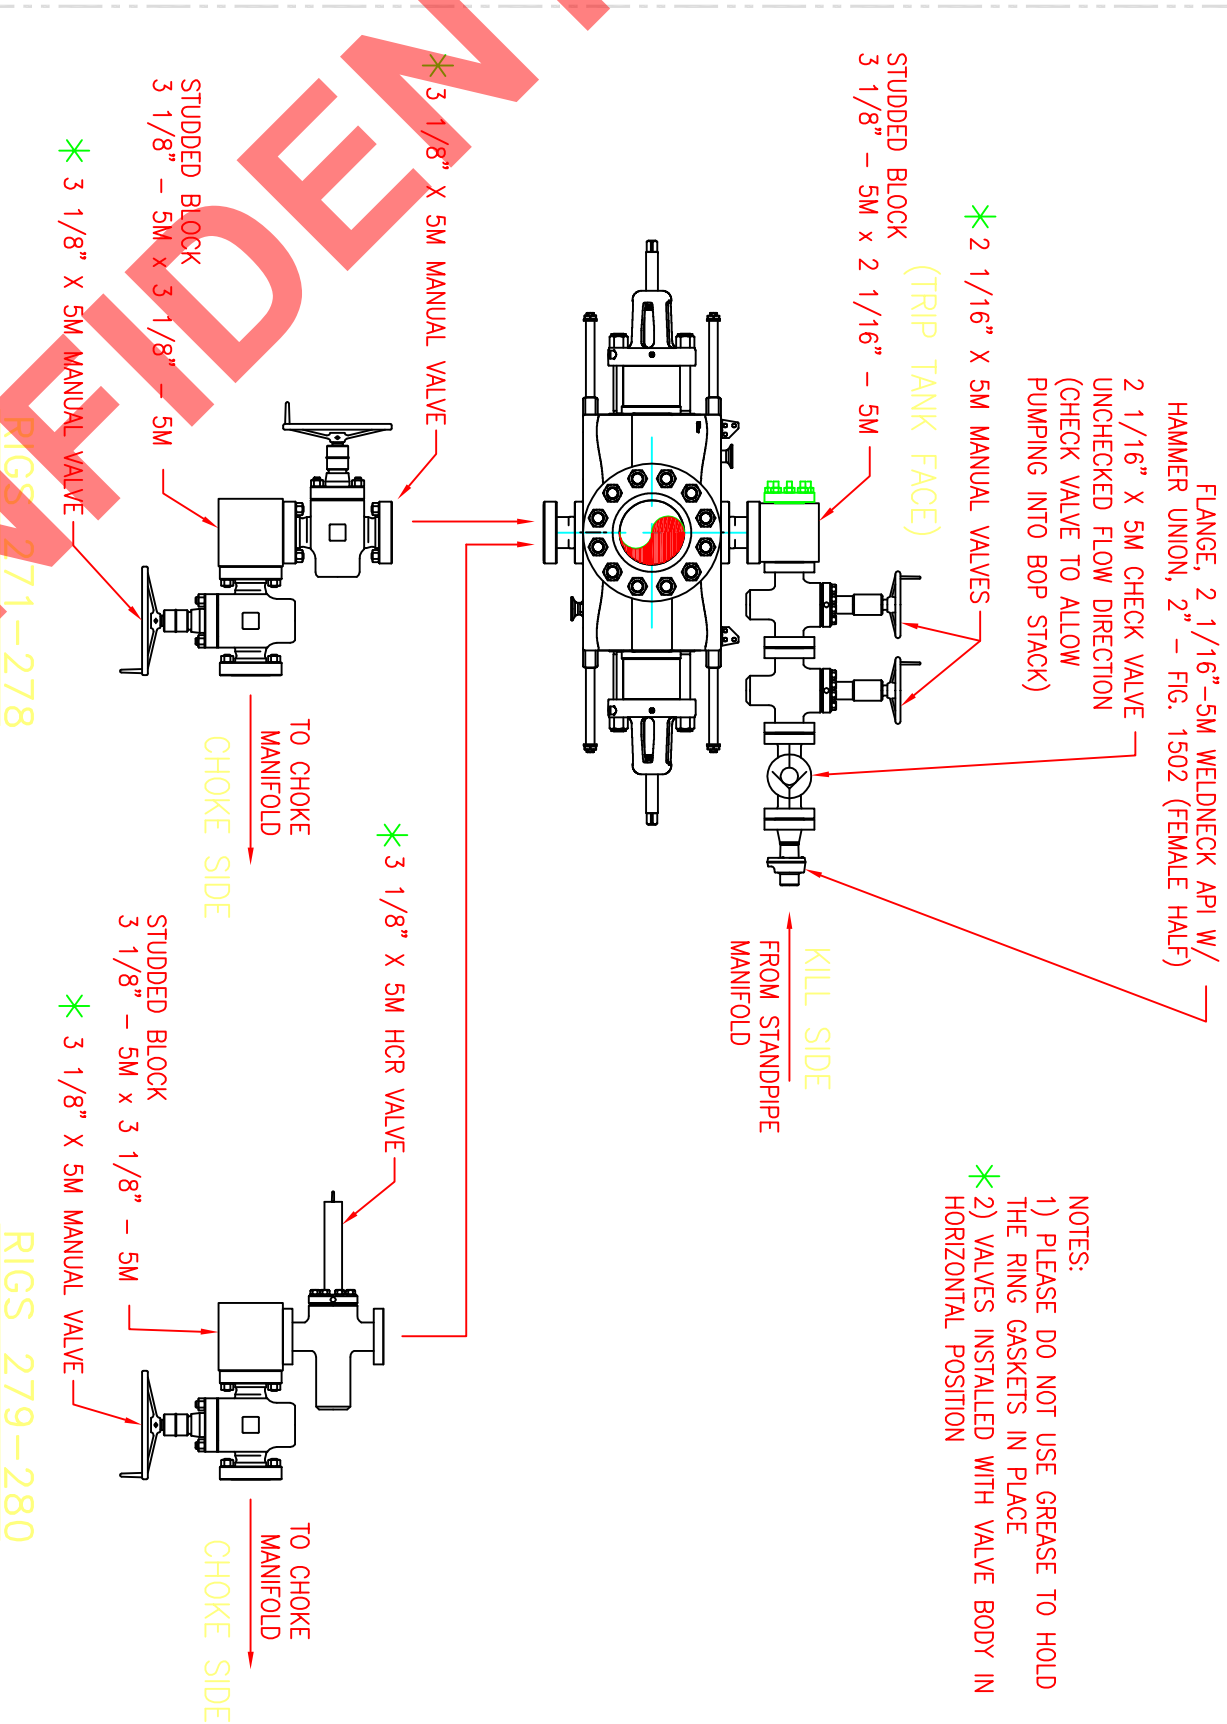 FLANGE, 2 1/16"-5M WELDNECK API W/
HAMMER UNION, 2" - FIG. 1502 (FEMALE HALF)
2 1/16" X 5M CHECK VALVE
UNCHECKED FLOW DIRECTION
(CHECK VALVE TO ALLOW
PUMPING INTO BOP STACK)
* 2 1/16" X 5M MANUAL VALVES
(TRIP TANK FACE)
STUDDED BLOCK
3 1/8" - 5M x 2 1/16" - 5M
KILL SIDE
FROM STANDPIPE
MANIFOLD
NOTES:
1) PLEASE DO NOT USE GREASE TO HOLD
THE RING GASKETS IN PLACE
* 2) VALVES INSTALLED WITH VALVE BODY IN
HORIZONTAL POSITION
* 3 1/8" X 5M MANUAL VALVE
STUDDED BLOCK
3 1/8" - 5M x 3 1/8" - 5M
* 3 1/8" X 5M MANUAL VALVE
TO CHOKE
MANIFOLD
CHOKE SIDE
RIGS 271-278
* 3 1/8" X 5M HCR VALVE
STUDDED BLOCK
3 1/8" - 5M x 3 1/8" - 5M
* 3 1/8" X 5M MANUAL VALVE
TO CHOKE
MANIFOLD
CHOKE SIDE
RIGS 279-280
FIDEN